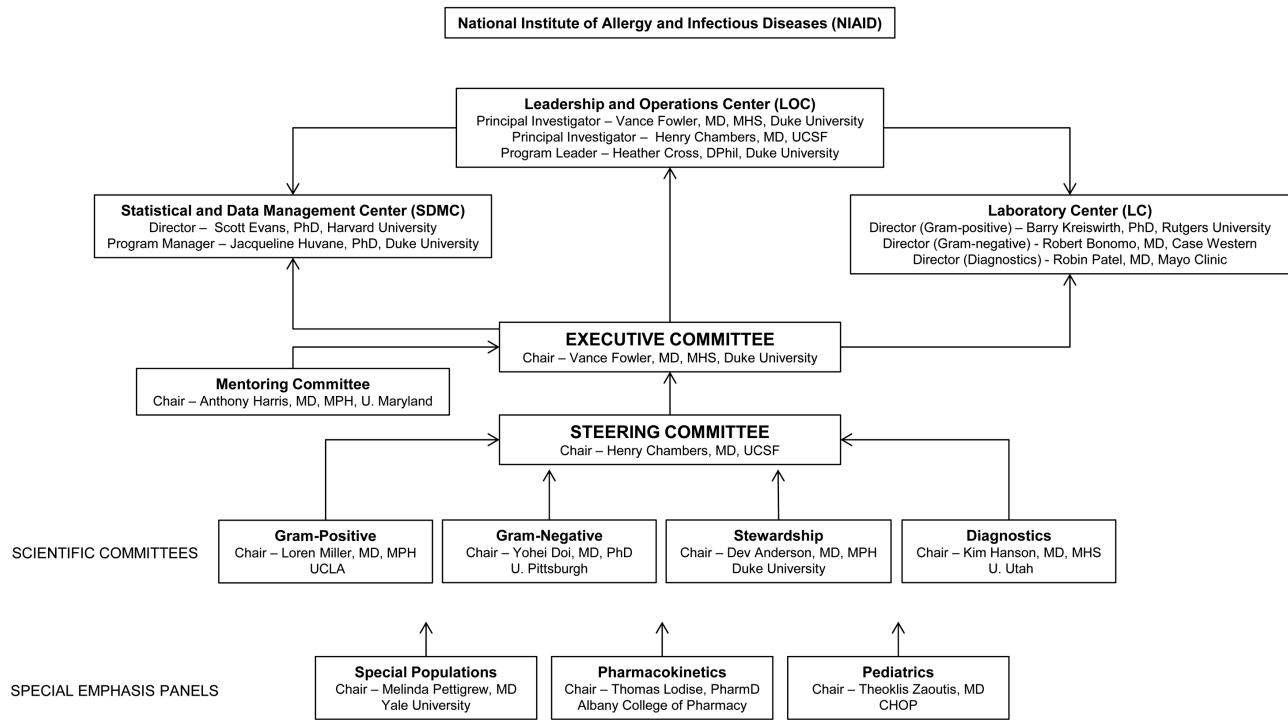 National Institute of Allergy and Infectious Diseases (NIAID)
Leadership and Operations Center (LOC)
Principal Investigator – Vance Fowler, MD, MHS, Duke University
Principal Investigator – Henry Chambers, MD, UCSF
Program Leader – Heather Cross, DPhil, Duke University
Statistical and Data Management Center (SDMC)
Director – Scott Evans, PhD, Harvard University
Program Manager – Jacqueline Huvane, PhD, Duke University
Laboratory Center (LC)
Director (Gram-positive) – Barry Kreiswirth, PhD, Rutgers University
Director (Gram-negative) - Robert Bonomo, MD, Case Western
Director (Diagnostics) - Robin Patel, MD, Mayo Clinic
EXECUTIVE COMMITTEE
Chair – Vance Fowler, MD, MHS, Duke University
Mentoring Committee
Chair – Anthony Harris, MD, MPH, U. Maryland
STEERING COMMITTEE
Chair – Henry Chambers, MD, UCSF
SCIENTIFIC COMMITTEES
Gram-Positive
Chair – Loren Miller, MD, MPH
UCLA
Gram-Negative
Chair – Yohei Doi, MD, PhD
U. Pittsburgh
Stewardship
Chair – Dev Anderson, MD, MPH
Duke University
Diagnostics
Chair – Kim Hanson, MD, MHS
U. Utah
SPECIAL EMPHASIS PANELS
Special Populations
Chair – Melinda Pettigrew, MD
Yale University
Pharmacokinetics
Chair – Thomas Lodise, PharmD
Albany College of Pharmacy
Pediatrics
Chair – Theoklis Zaoutis, MD
CHOP